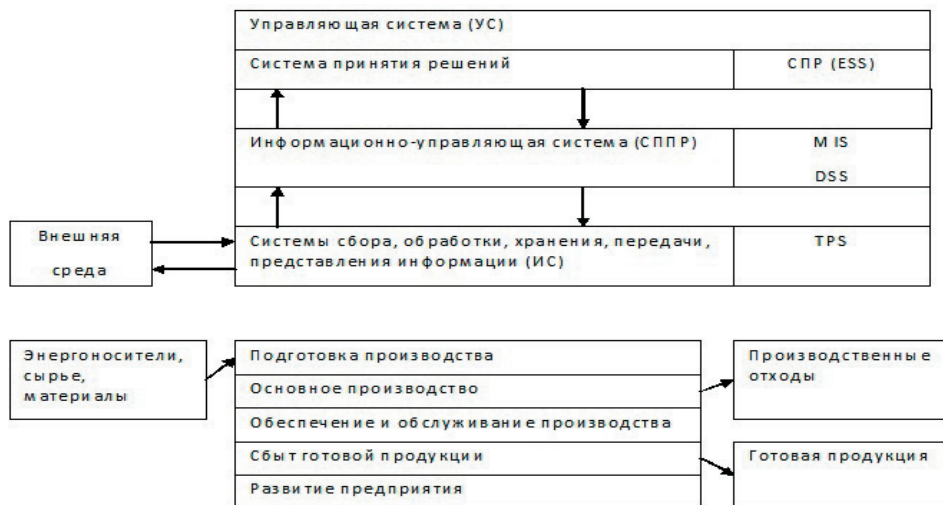 Управляющая система (УС)
Система принятия решений
СПР (ESS)
Информационно-управляющая система (СППР)
MIS
DSS
Внешняя
среда
Системы сбора, обработки, хранения, передачи,
представления информации (ИС)
TPS
Энергоносители,
сырье,
материалы
Подготовка производства
Основное производство
Обеспечение и обслуживание производства
Сбыт готовой продукции
Развитие предприятия
Производственные
отходы
Готовая продукция